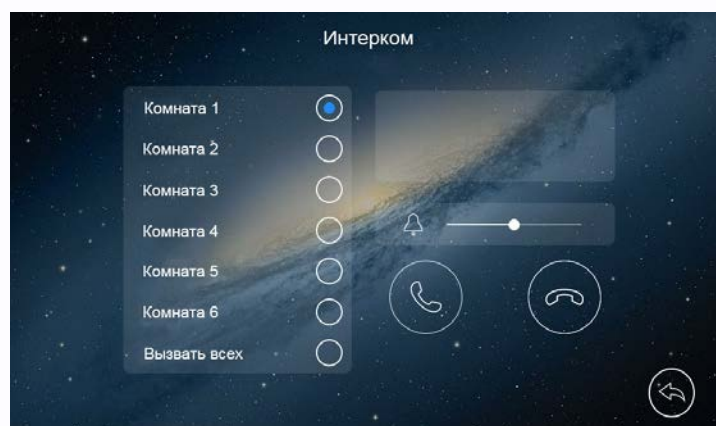 Интерком
Комната 1
Комната 2
Комната 3
Комната 4
Комната 5
Комната 6
Вызвать всех